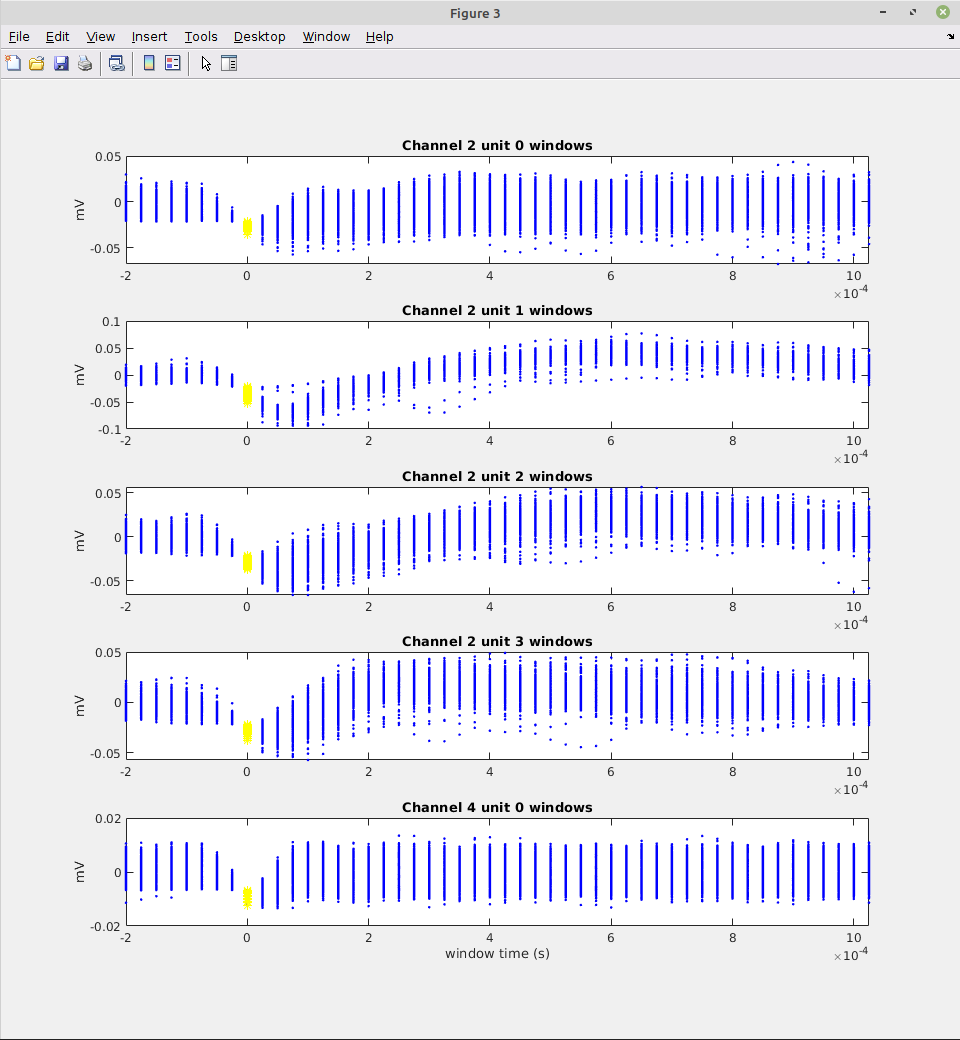 Figure 3
File Edit View Insert Tools Desktop Window Help
Channel 2 unit 0 windows
0.05
0
-0.05
mV
-2 0 2 4 6 8 10
×10-4
Channel 2 unit 1 windows
0.1
0.05
0
-0.05
-0.1
mV
-2 0 2 4 6 8 10
×10-4
Channel 2 unit 2 windows
0.05
0
-0.05
mV
-2 0 2 4 6 8 10
×10-4
Channel 2 unit 3 windows
0.05
0
-0.05
mV
-2 0 2 4 6 8 10
×10-4
Channel 4 unit 0 windows
0.02
0
-0.02
mV
-2 0 2 4 6 8 10
window time (s)
×10-4